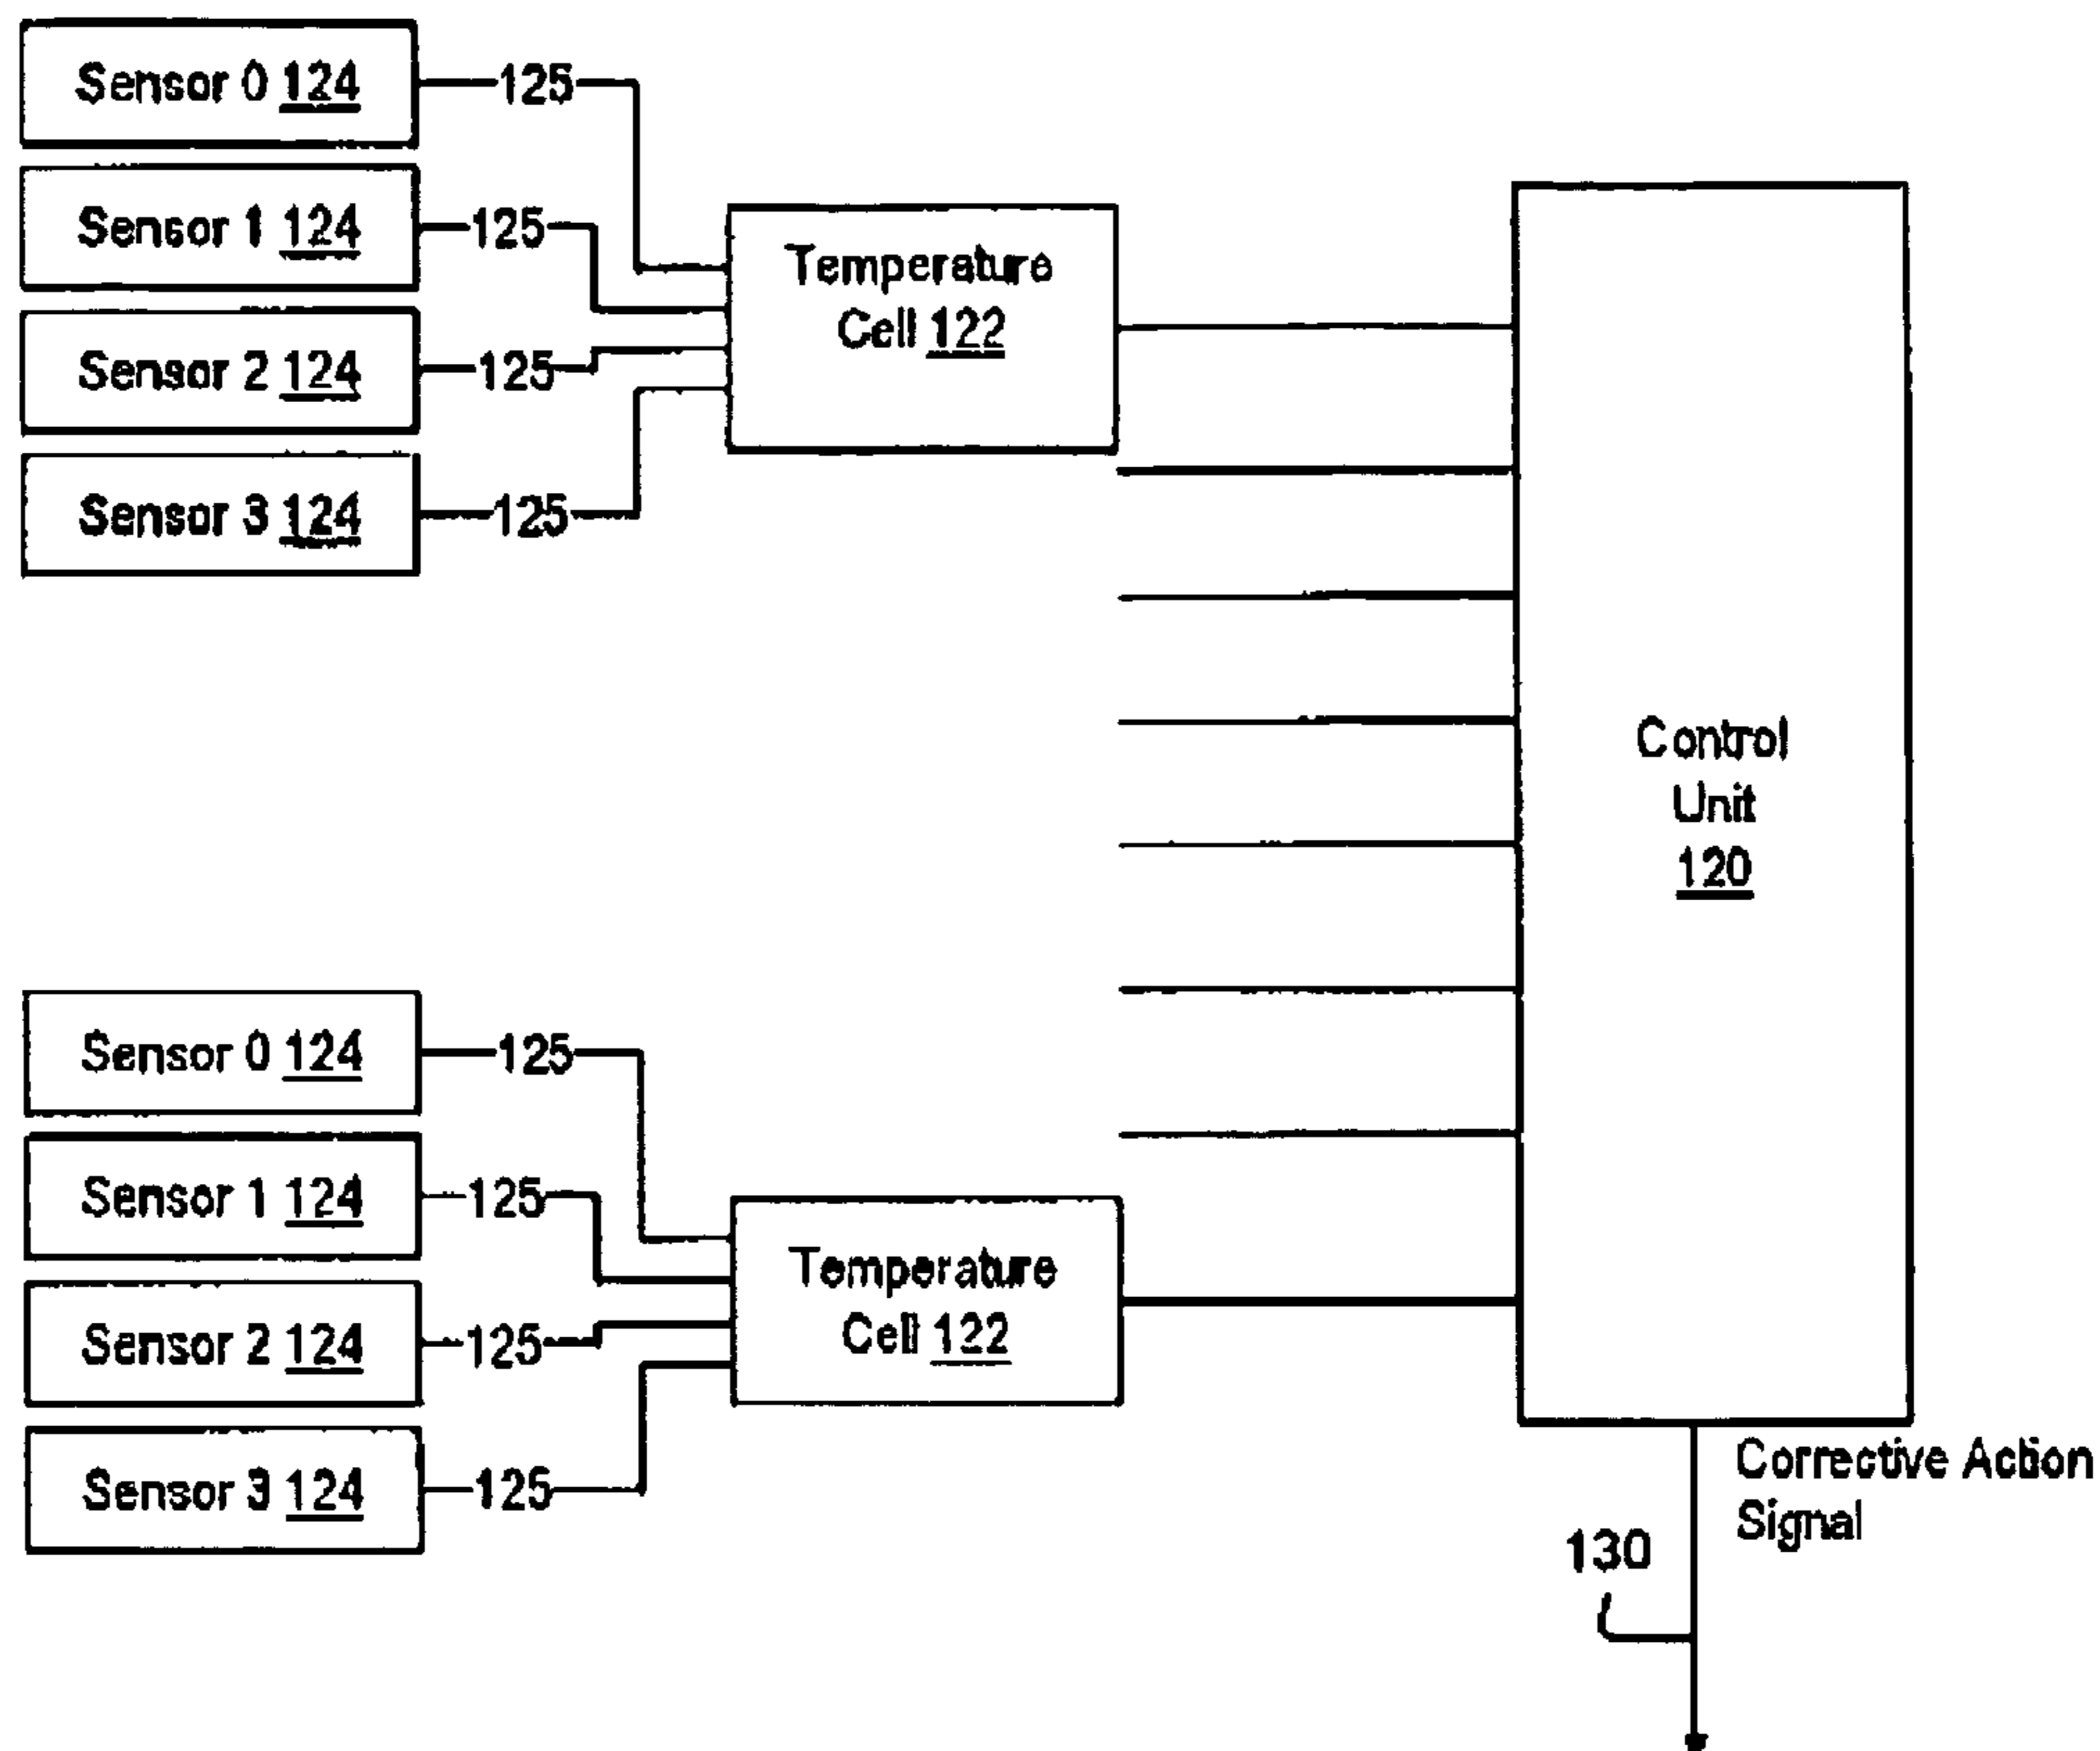 Sensor 0 124
125
Sensor 1 124
125
Sensor 2 124
125
Sensor 3 124
125
Temperature
Cell 122
Control
Unit
120
Sensor 0 124
125
Sensor 1 124
125
Sensor 2 124
125
Sensor 3 124
125
Temperature
Cell 122
Corrective Action
Signal
130